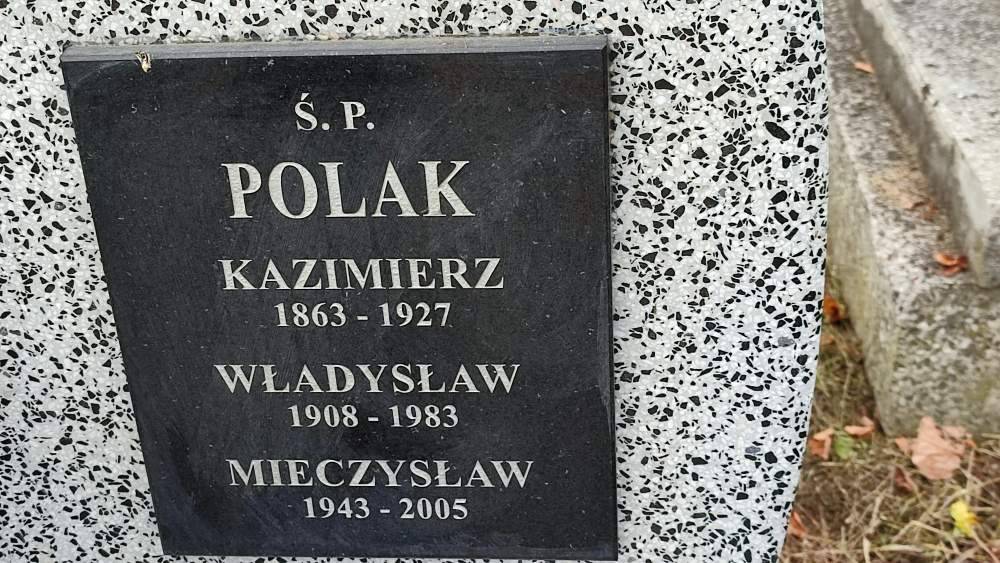 Ś. P.
POLAK
KAZIMIERZ
1863 - 1927
WŁADYSŁAW
1908 - 1983
MIECZYSŁAW
1943 - 2005